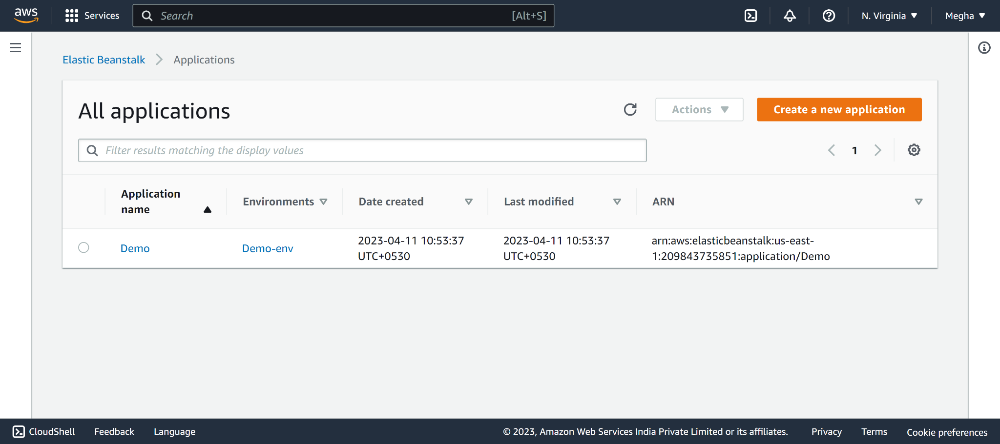 aws Services Search [Alt+S] N. Virginia Megha
Elastic Beanstalk Applications
All applications Actions Create a new application
Filter results matching the display values 1
Application name Environments Date created Last modified ARN
Demo Demo-env 2023-04-11 10:53:37 2023-04-11 10:53:37 arn:aws:elasticbeanstalk:us-east-
UTC+0530 UTC+0530 1:209843735851:application/Demo
CloudShell Feedback Language © 2023, Amazon Web Services India Private Limited or its affiliates. Privacy Terms Cookie preferences